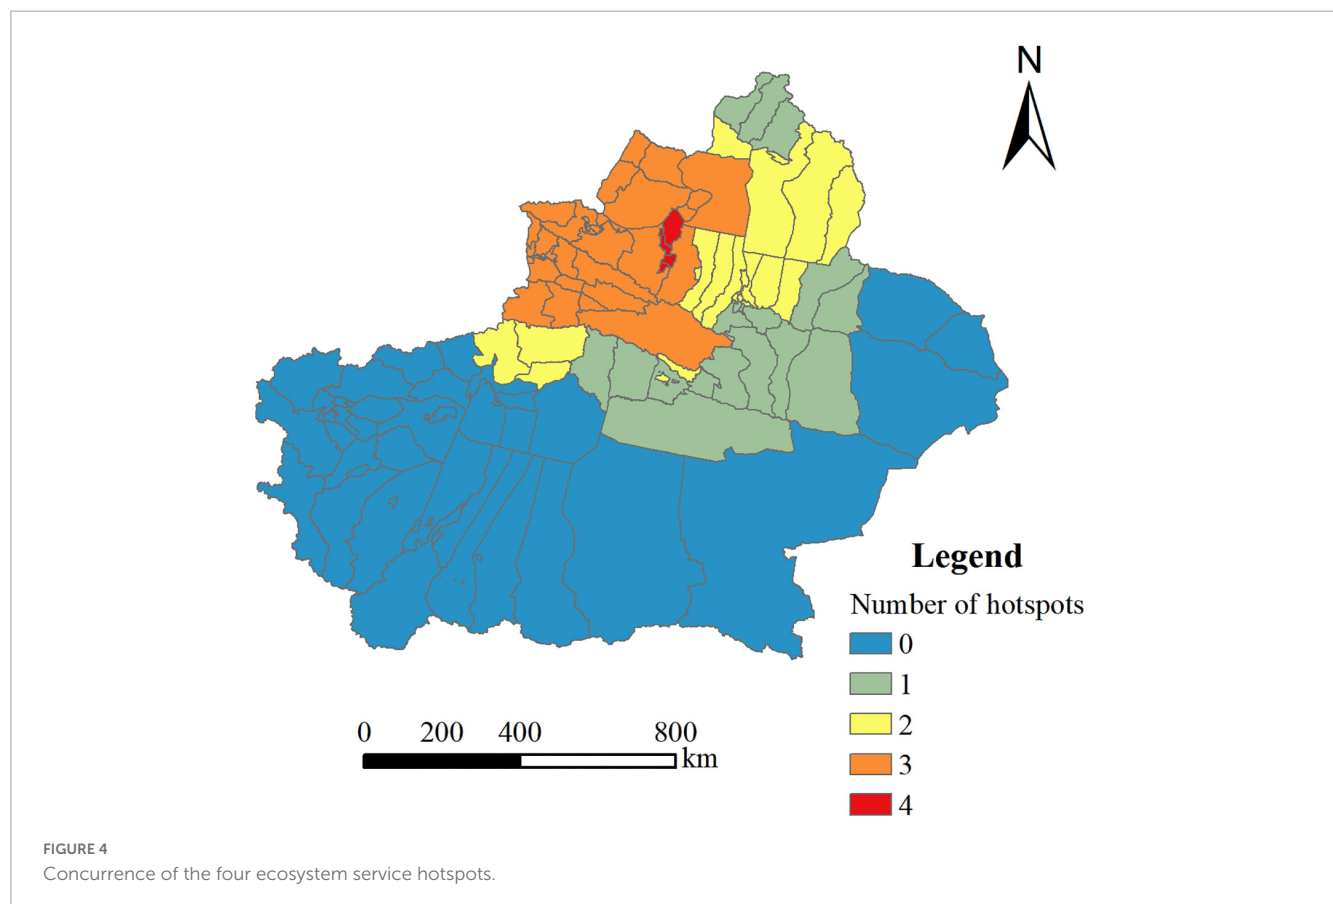 N
Legend
Number of hotspots
0
1
2
3
4
0 200 400 800
km
FIGURE 4
Concurrence of the four ecosystem service hotspots.